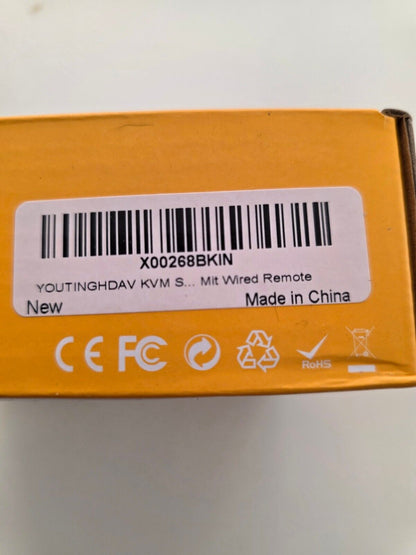 X00268BKIN
YOUTINGHDAV KVM S... Mit Wired Remote
New
Made in China
CE FC
RoHS